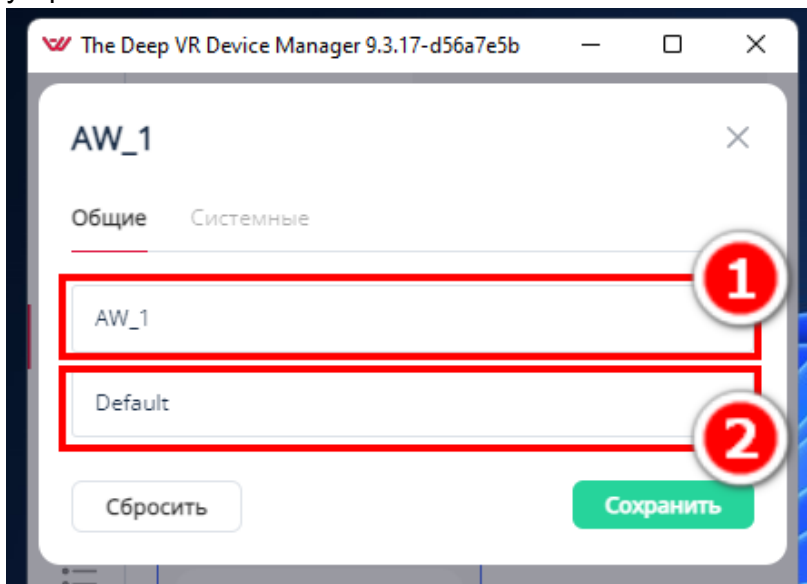 The Deep VR Device Manager 9.3.17-d56a7e5b
AW_1
Общие Системные
AW_1
1
Default
2
Сбросить Сохранить